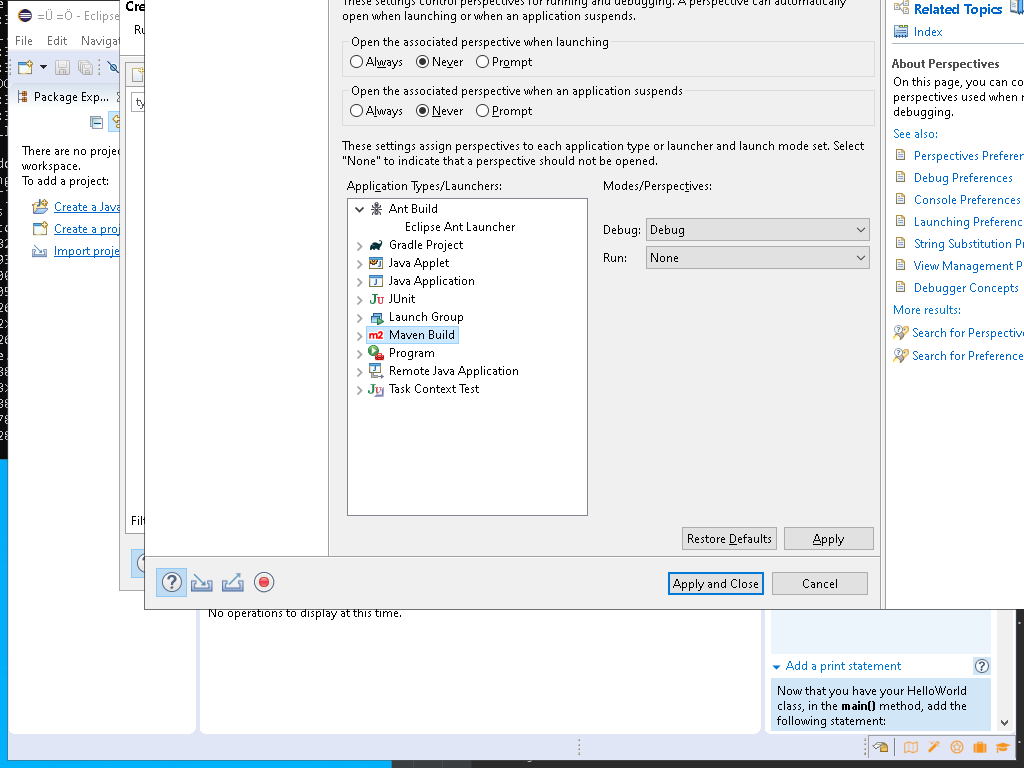 =Ü =Ö - Eclipse
File Edit Navigat
Package Exp...
There are no proje
workspace.
To add a project:
Create a Java
Create a proj
Import proje
Cre
Ru
ty
Filt
These settings control perspectives for running and debugging. A perspective can automatically
open when launching or when an application suspends.
Open the associated perspective when launching
Always Never Prompt
Open the associated perspective when an application suspends
Always Never Prompt
These settings assign perspectives to each application type or launcher and launch mode set. Select
"None" to indicate that a perspective should not be opened.
Application Types/Launchers:
Ant Build
Eclipse Ant Launcher
Gradle Project
Java Applet
Java Application
JUnit
Launch Group
Maven Build
Program
Remote Java Application
Task Context Test
Modes/Perspectives:
Debug: Debug
Run: None
Restore Defaults
Apply
Apply and Close
Cancel
Related Topics
Index
About Perspectives
On this page, you can co
perspectives used when r
debugging.
See also:
Perspectives Preferen
Debug Preferences
Console Preferences
Launching Preferenc
String Substitution Pr
View Management P
Debugger Concepts
More results:
Search for Perspective
Search for Preference
No operations to display at this time.
Add a print statement
Now that you have your HelloWorld
class, in the main() method, add the
following statement: